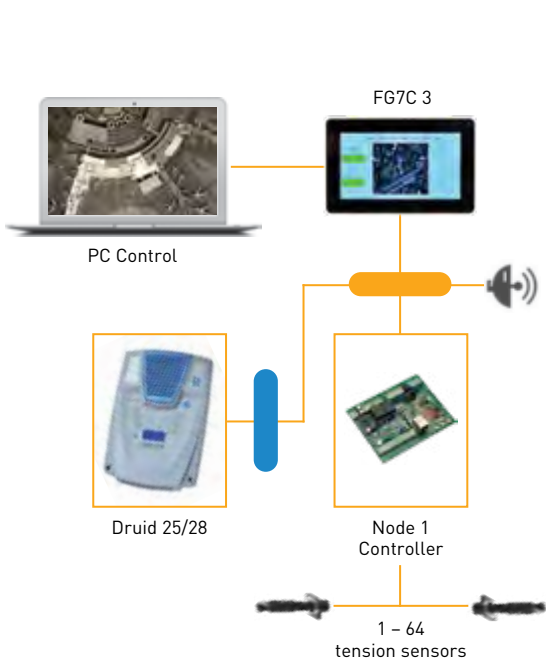 FG7C 3
PC Control
Druid 25/28
Node 1
Controller
1 – 64
tension sensors